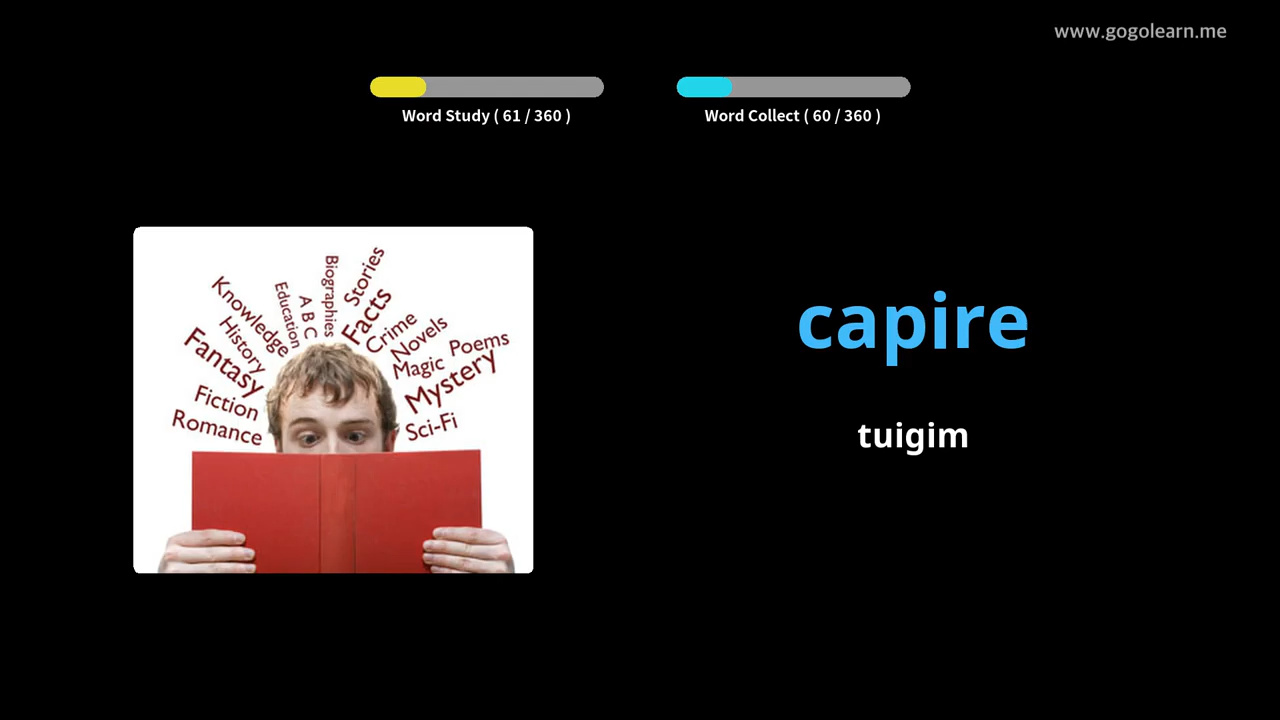 www.gogolearn.me
Word Study ( 61 / 360 )
Word Collect ( 60 / 360 )
Biographies
Stories
Education
A B C
Facts
Knowledge
Crime
History
Novels
Poems
Fantasy
Magic
Mystery
Fiction
Romance
Sci-Fi
capire
tuigim